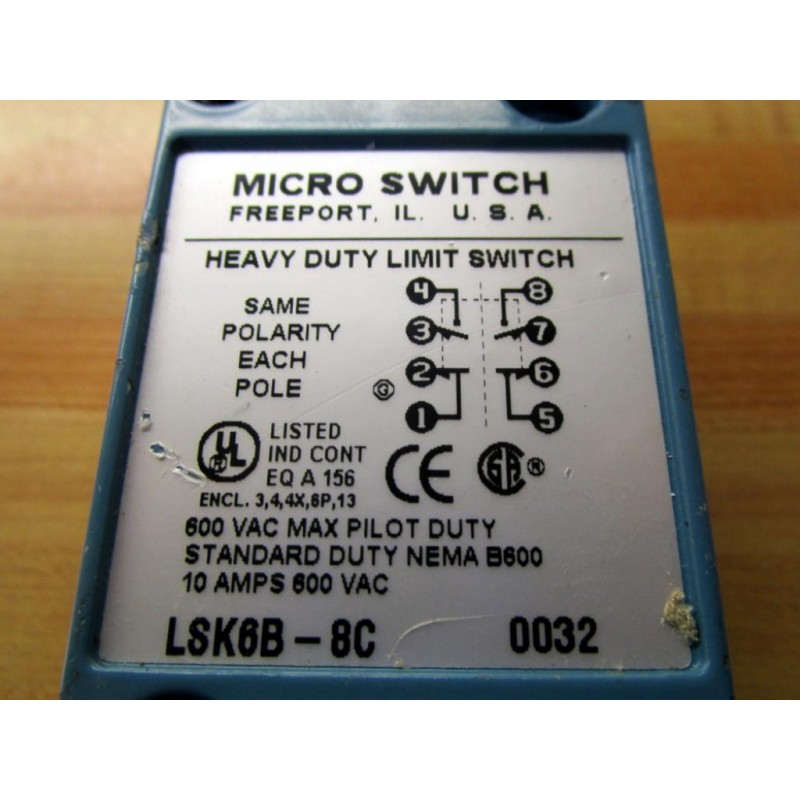 MICRO SWITCH
FREEPORT, IL. U. S. A.
HEAVY DUTY LIMIT SWITCH
SAME
POLARITY
EACH
POLE
4 8
3 7
2 6
1 5
G
UL
R
LISTED
IND CONT
EQ A 156
ENCL. 3,4,4X,6P,13
CE
SA
600 VAC MAX PILOT DUTY
STANDARD DUTY NEMA B600
10 AMPS 600 VAC
LSK6B – 8C 0032